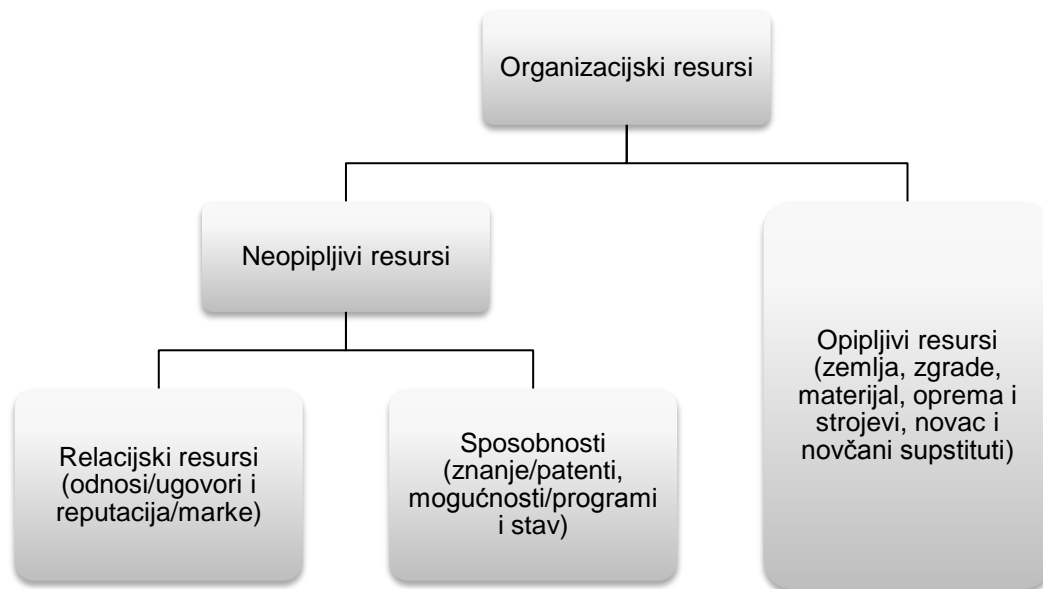 Organizacijski resursi
Neopipljivi resursi
Opipljivi resursi
(zemlja, zgrade,
materijal, oprema i
strojevi, novac i
novčani supstituti)
Relacijski resursi
(odnosi/ugovori i
reputacija/marke)
Sposobnosti
(znanje/patenti,
mogućnosti/programi
i stav)